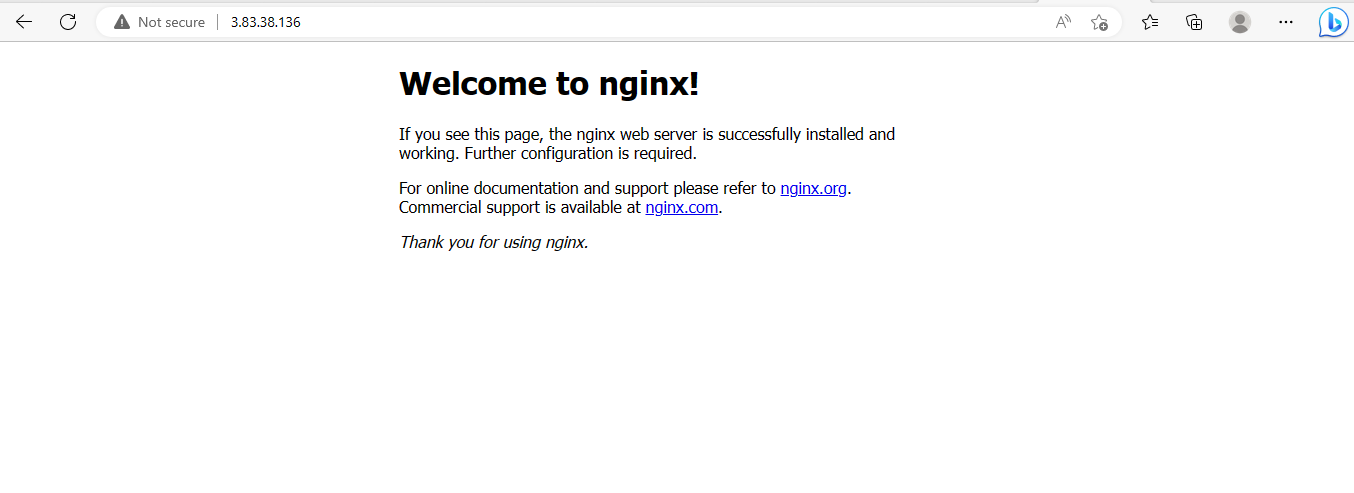 Not secure 3.83.38.136
Welcome to nginx!
If you see this page, the nginx web server is successfully installed and
working. Further configuration is required.
For online documentation and support please refer to nginx.org.
Commercial support is available at nginx.com.
Thank you for using nginx.